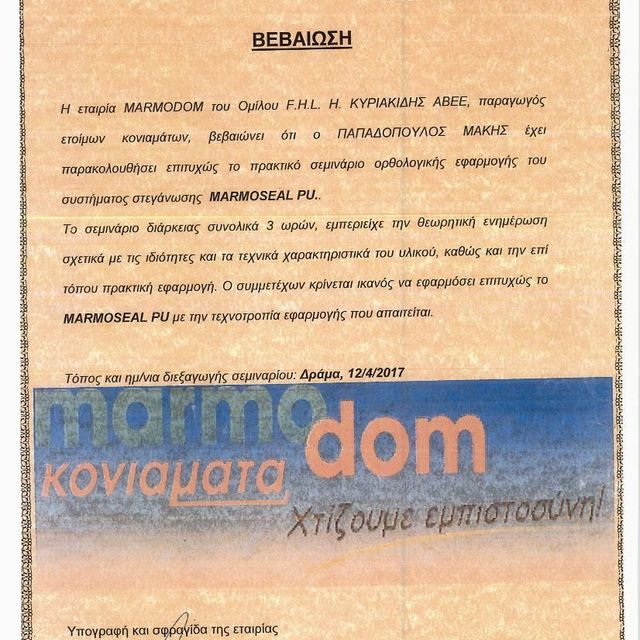 ΒΕΒΑΙΩΣΗ
Η εταιρία MARMODOM του Ομίλου F.H.L. Η. ΚΥΡΙΑΚΙΔΗΣ ΑΒΕΕ, παραγωγός
ετοίμων κονιαμάτων, βεβαιώνει ότι ο ΠΑΠΑΔΟΠΟΥΛΟΣ ΜΑΚΗΣ έχει
παρακολουθήσει επιτυχώς το πρακτικό σεμινάριο ορθολογικής εφαρμογής του
συστήματος στεγάνωσης MARMOSEAL PU..
Το σεμινάριο διάρκειας συνολικά 3 ωρών, εμπεριείχε την θεωρητική ενημέρωση
σχετικά με τις ιδιότητες και τα τεχνικά χαρακτηριστικά του υλικού, καθώς και την επί
τόπου πρακτική εφαρμογή. Ο συμμετέχων κρίνεται ικανός να εφαρμόσει επιτυχώς το
MARMOSEAL PU με την τεχνοτροπία εφαρμογής που απαιτείται.
Τόπος και ημ/νια διεξαγωγής σεμιναρίου: Δράμα, 12/4/2017
marmodom
κονιαματα
Χτίζουμε εμπιστοσύνη!
Υπογραφή και σφραγίδα της εταιρίας